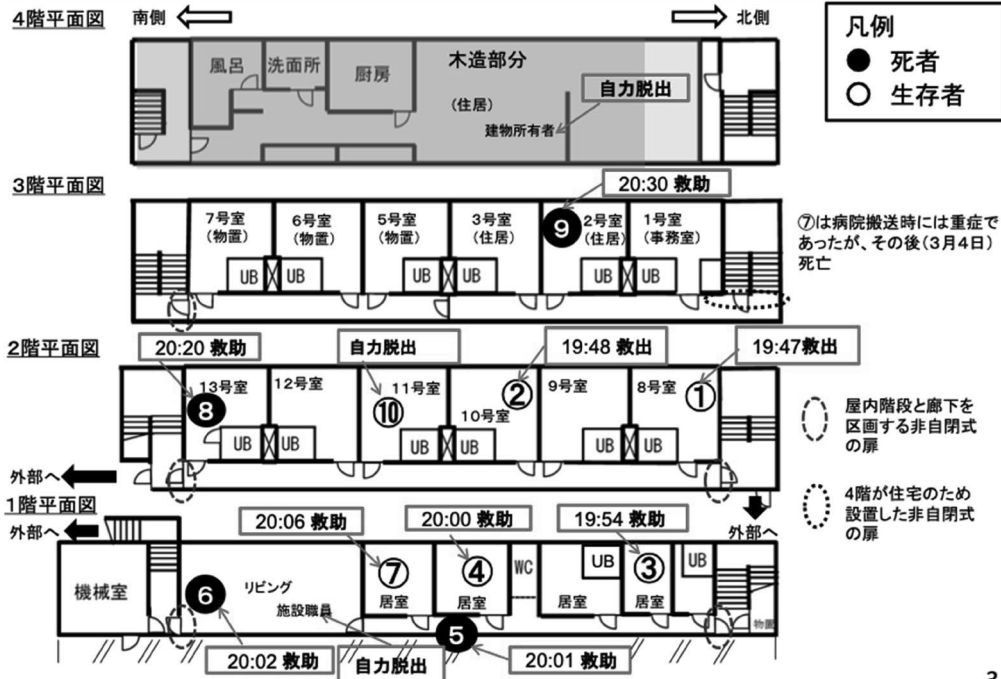 4階平面図
南側
北側
風呂
洗面所
厨房
木造部分
(住居)
自力脱出
建物所有者
凡例
死者
生存者
3階平面図
20:30 救助
7号室
(物置)
6号室
(物置)
5号室
(物置)
3号室
(住居)
9
2号室
(住居)
1号室
(事務室)
UB
UB
UB
UB
UB
UB
⑦は病院搬送時には重症で
あったが、その後(3月4日)
死亡
2階平面図
20:20 救助
自力脱出
19:48 救出
19:47救出
13号室
12号室
11号室
10号室
9号室
8号室
8
⑩
②
①
UB
UB
UB
UB
UB
UB
外部へ
屋内階段と廊下を
区画する非自閉式
の扉
4階が住宅のため
設置した非自閉式
の扉
1階平面図
外部へ
外部へ
20:06 救助
20:00 救助
19:54 救助
機械室
6
リビング
施設職員
⑦
居室
④
居室
WC
居室
UB
③
居室
UB
物置
5
20:02 救助
自力脱出
20:01 救助
3